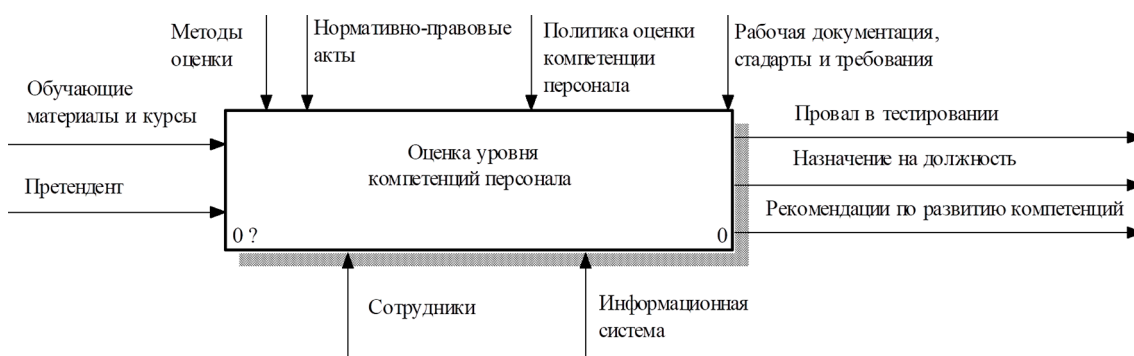 Методы
оценки
Нормативно-правовые
акты
Политика оценки
компетенции
персонала
Рабочая документация,
стадарты и требования
Обучающие
материалы и курсы
Претендент
Оценка уровня
компетенций персонала
0 ?
0
Провал в тестировании
Назначение на должность
Рекомендации по развитию компетенций
Сотрудники
Информационная
система